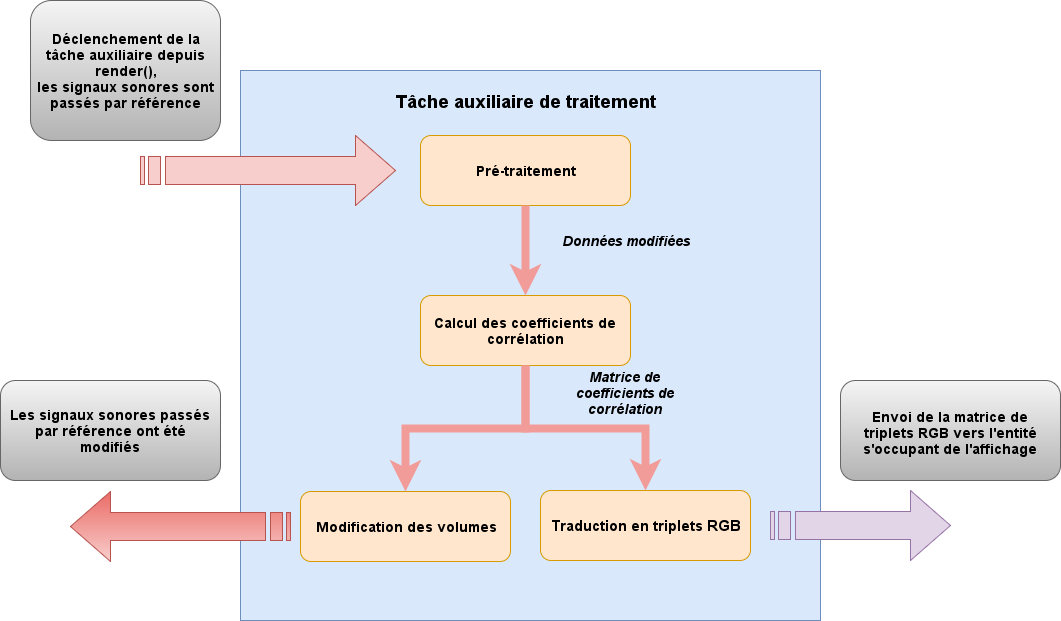 Déclenchement de la
tâche auxiliaire depuis
render(),
les signaux sonores sont
passés par référence
Tâche auxiliaire de traitement
Pré-traitement
Données modifiées
Calcul des coefficients de
corrélation
Matrice de
coefficients de
corrélation
Les signaux sonores passés
par référence ont été
modifiés
Envoi de la matrice de
triplets RGB vers l'entité
s'occupant de l'affichage
Modification des volumes
Traduction en triplets RGB